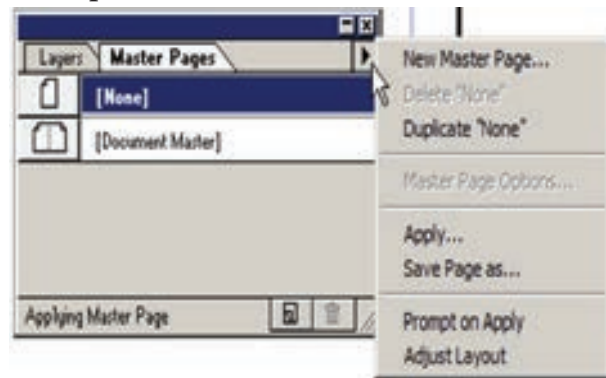 Layers Master Pages
[None]
[Document Master]
Applying Master Page
New Master Page...
Delete "None"
Duplicate "None"
Master Page Options...
Apply...
Save Page as...
Prompt on Apply
Adjust Layout